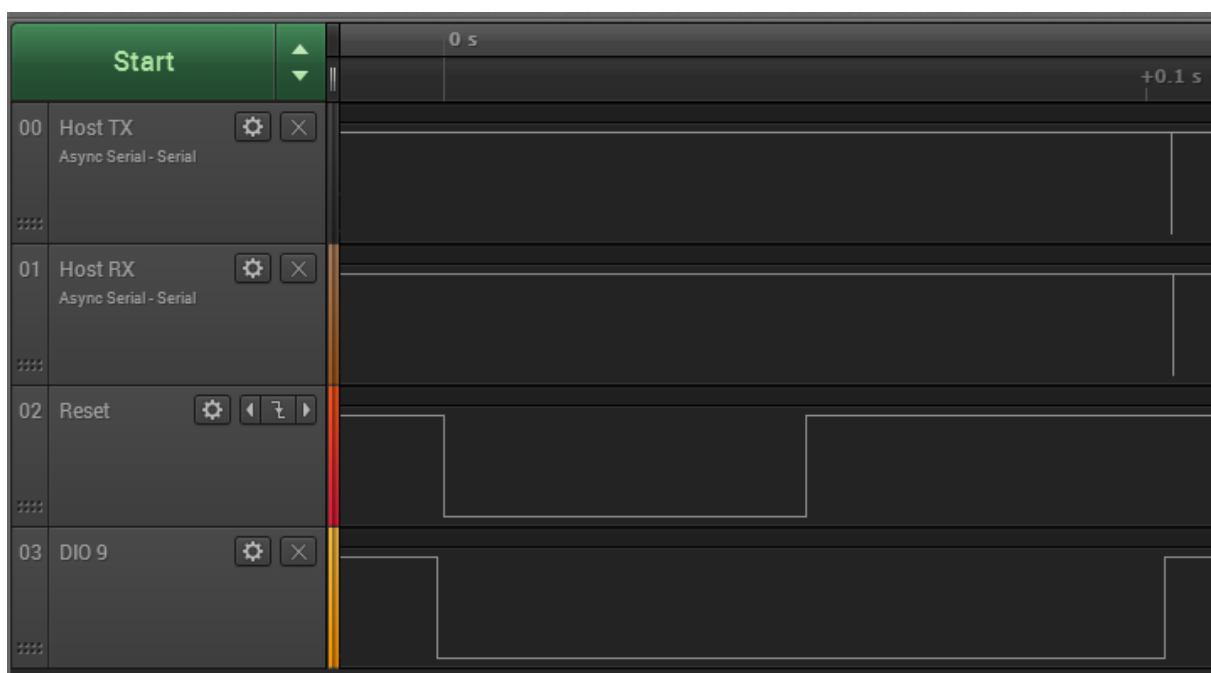 Start
0 s
+0.1 s
00 Host TX
Async Serial - Serial
01 Host RX
Async Serial - Serial
02 Reset
03 DIO 9